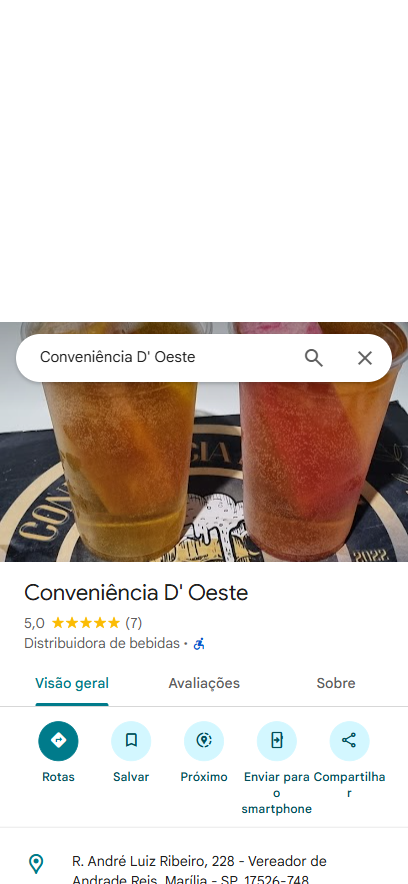 Conveniência D' Oeste
2022
Conveniência D' Oeste
5,0 (7)
Distribuidora de bebidas •
Visão geral Avaliações Sobre
Rotas Salvar Próximo Enviar para o smartphone Compartilhar
R. André Luiz Ribeiro, 228 - Vereador de
Andrade Reis, Marília - SP, 17526-748